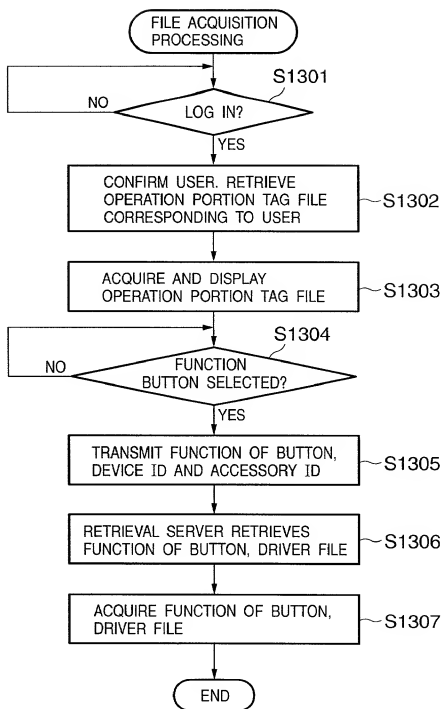 FILE ACQUISITION
PROCESSING
S1301
LOG IN?
NO
YES
CONFIRM USER. RETRIEVE
OPERATION PORTION TAG FILE
CORRESPONDING TO USER
S1302
ACQUIRE AND DISPLAY
OPERATION PORTION TAG FILE
S1303
S1304
FUNCTION
BUTTON SELECTED?
NO
YES
TRANSMIT FUNCTION OF BUTTON,
DEVICE ID AND ACCESSORY ID
S1305
RETRIEVAL SERVER RETRIEVES
FUNCTION OF BUTTON, DRIVER FILE
S1306
ACQUIRE FUNCTION OF BUTTON,
DRIVER FILE
S1307
END